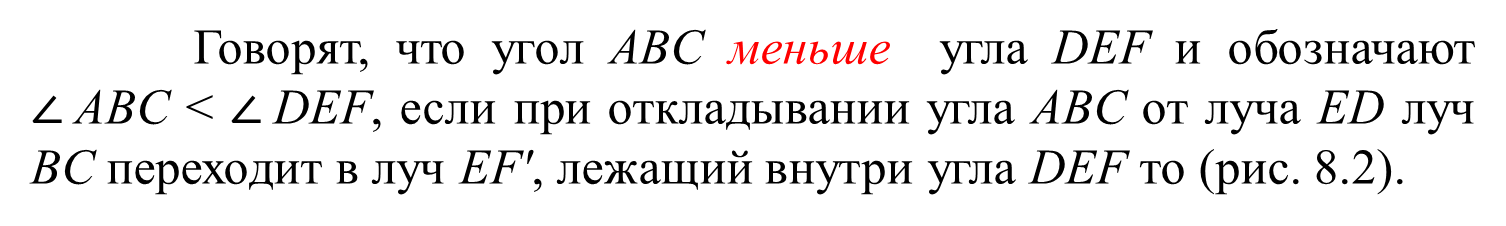 Говорят, что угол ABC меньше угла DEF и обозначают
∠ ABC < ∠ DEF, если при откладывании угла ABC от луча ED луч
BC переходит в луч EF′, лежащий внутри угла DEF то (рис. 8.2).